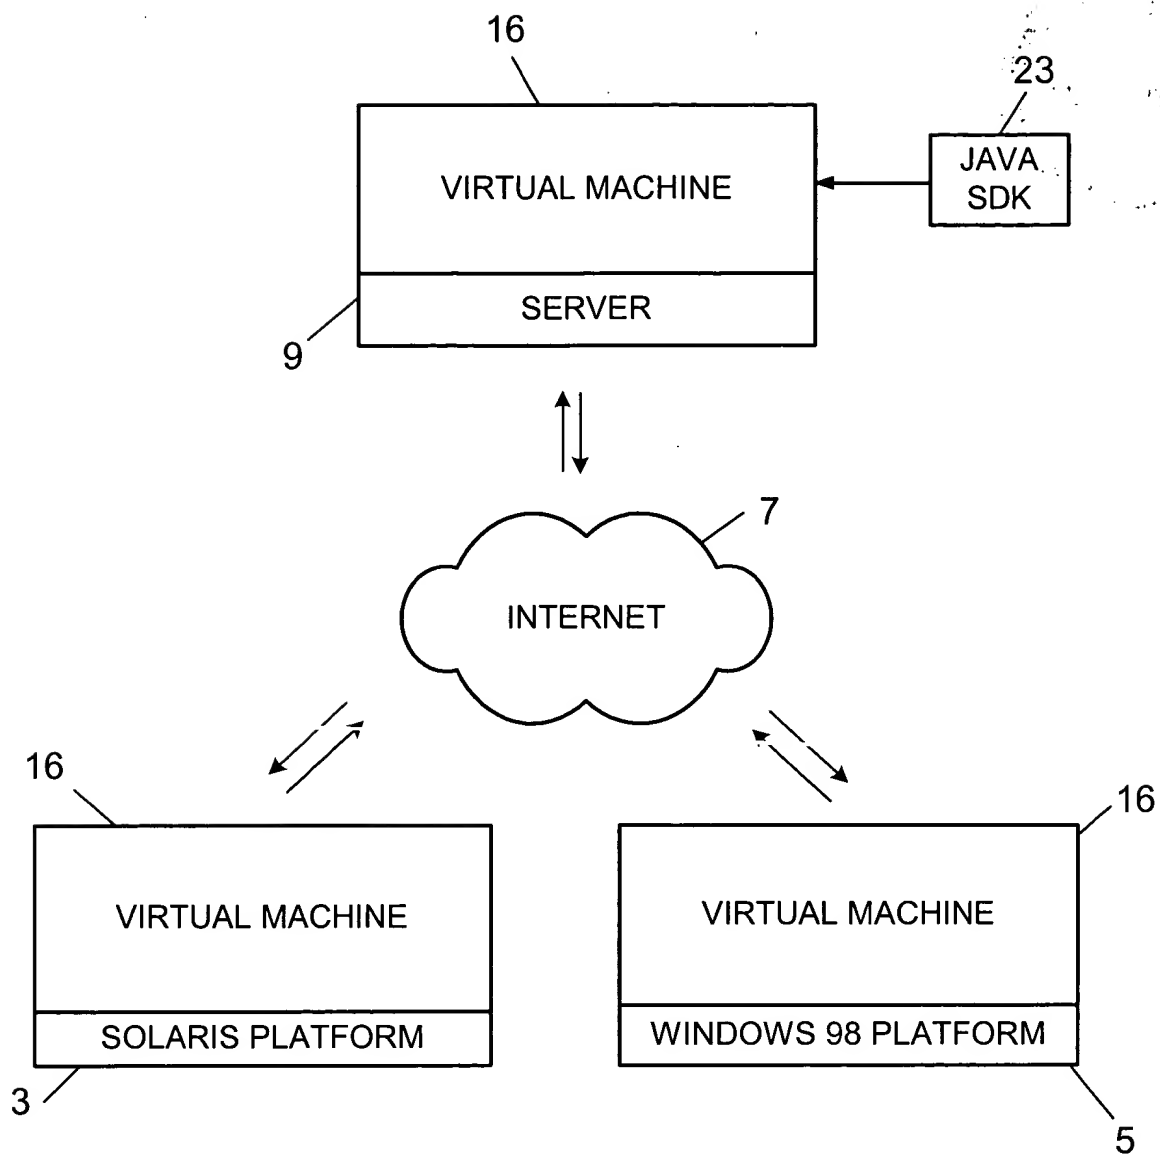 16
23
JAVA
SDK
VIRTUAL MACHINE
SERVER
9
7
INTERNET
16
16
VIRTUAL MACHINE
VIRTUAL MACHINE
SOLARIS PLATFORM
WINDOWS 98 PLATFORM
3
5